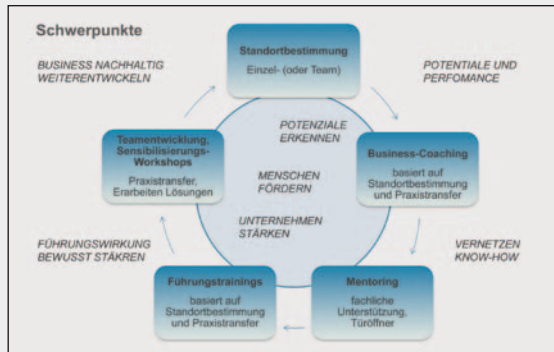 Schwerpunkte
Standortbestimmung
Einzel- (oder Team)
BUSINESS NACHHALTIG
WEITERENTWICKELN
POTENTIALE UND
PERFOMANCE
Teamentwicklung,
Sensibilisierungs-
Workshops
Praxistransfer,
Erarbeiten Lösungen
POTENZIALE
ERKENNEN
MENSCHEN
FÖRDERN
UNTERNEHMEN
STÄRKEN
Business-Coaching
basiert auf
Standortbestimmung
und Praxistransfer
FÜHRUNGSWIRKUNG
BEWUSST STÄKREN
VERNETZEN
KNOW-HOW
Führungstrainings
basiert auf
Standortbestimmung
und Praxistransfer
Mentoring
fachliche
Unterstützung,
Türöffner